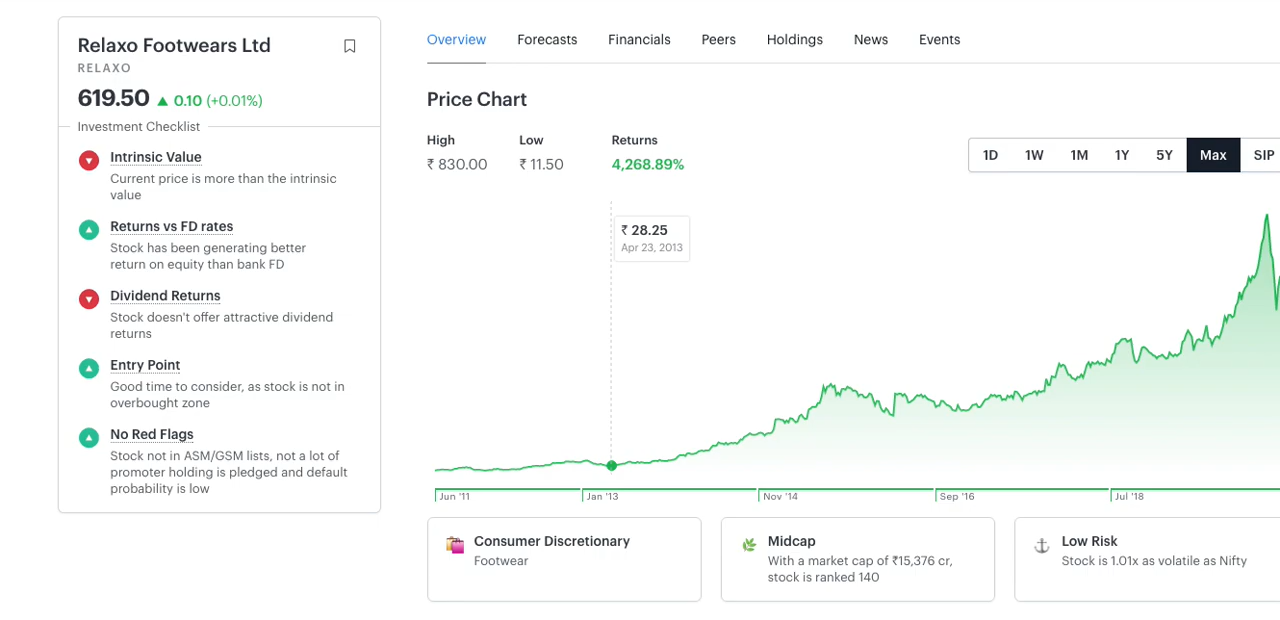 Relaxo Footwears Ltd
RELAXO
619.50 ▲ 0.10 (+0.01%)
Investment Checklist
Intrinsic Value
Current price is more than the intrinsic
value
Returns vs FD rates
Stock has been generating better
return on equity than bank FD
Dividend Returns
Stock doesn't offer attractive dividend
returns
Entry Point
Good time to consider, as stock is not in
overbought zone
No Red Flags
Stock not in ASM/GSM lists, not a lot of
promoter holding is pledged and default
probability is low
Overview Forecasts Financials Peers Holdings News Events
Price Chart
High Low Returns
₹ 830.00 ₹ 11.50 4,268.89%
1D 1W 1M 1Y 5Y Max SIP
₹ 28.25
Apr 23, 2013
Jun '11 Jan '13 Nov '14 Sep '16 Jul '18
Consumer Discretionary
Footwear
Midcap
With a market cap of ₹15,376 cr,
stock is ranked 140
Low Risk
Stock is 1.01x as volatile as Nifty